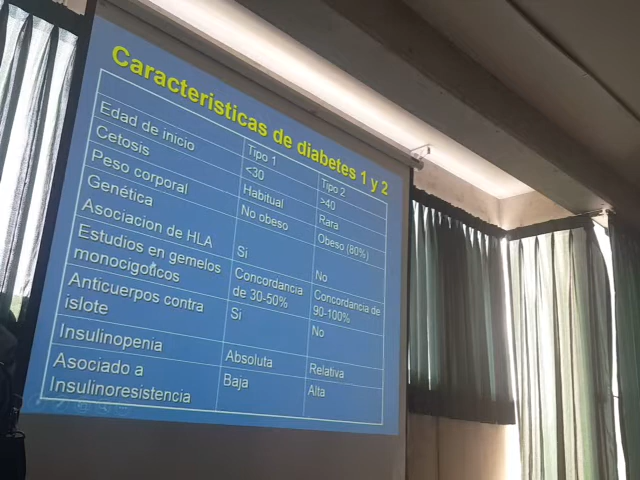 Caracteristicas de diabetes 1 y 2
Tipo 1 Tipo 2
Edad de inicio <30 >40
Cetosis Habitual Rara
Peso corporal No obeso Obeso (80%)
Genética
Asociacion de HLA Si No
Estudios en gemelos
monocigoticos
Concordancia
de 30-50%
Concordancia de
90-100%
Anticuerpos contra
islote
Si No
Insulinopenia Absoluta Relativa
Asociado a
Insulinoresistencia
Baja Alta